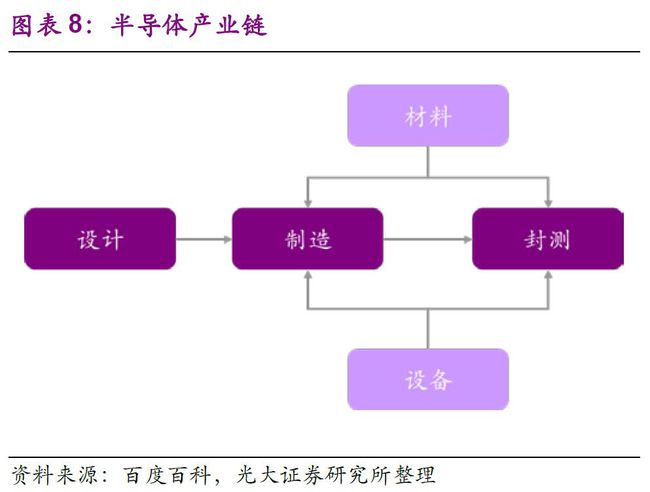 图表 8：半导体产业链
材料
设计
制造
封测
设备
资料来源：百度百科，光大证券研究所整理